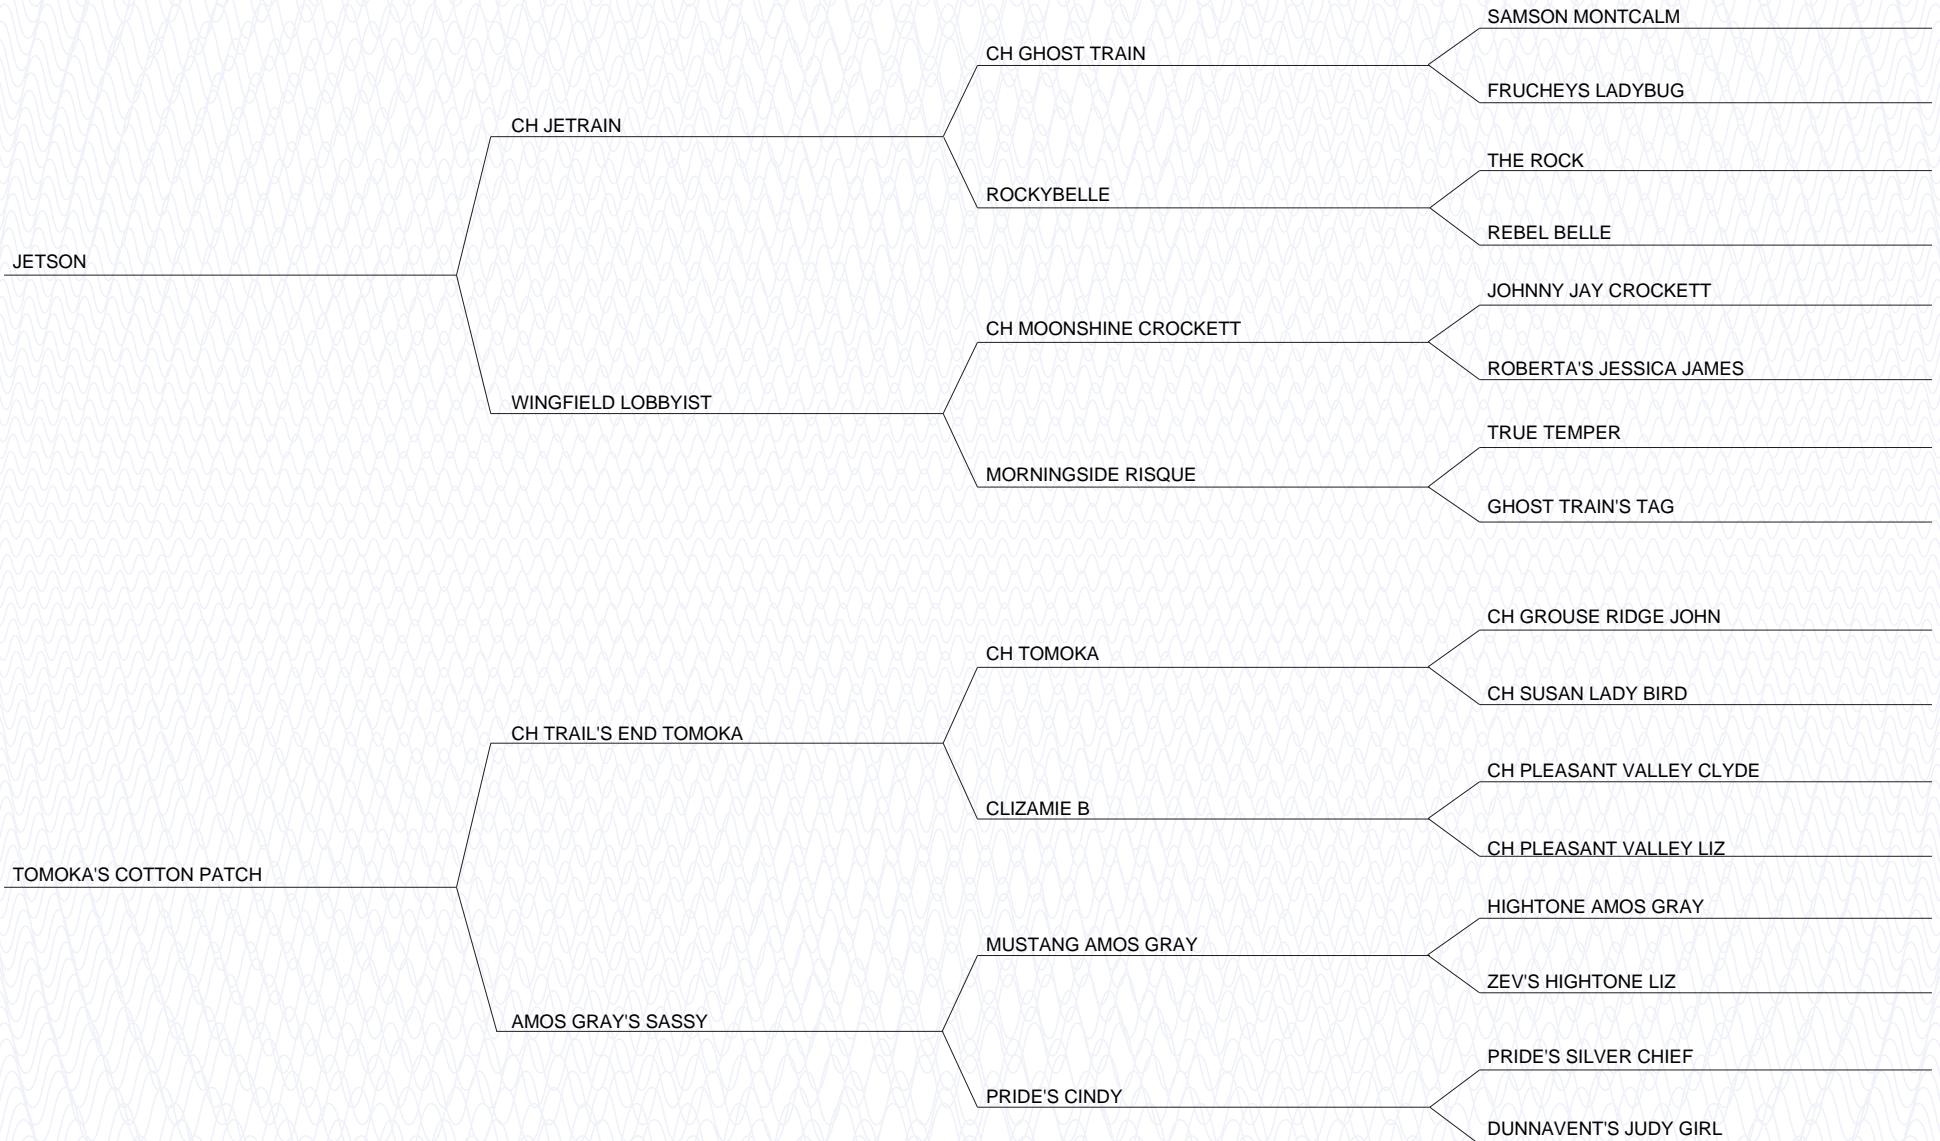 SAMSON MONTCALM
CH GHOST TRAIN
FRUCHEYS LADYBUG
CH JETRAIN
THE ROCK
ROCKYBELLE
REBEL BELLE
JETSON
JOHNNY JAY CROCKETT
CH MOONSHINE CROCKETT
ROBERTA'S JESSICA JAMES
WINGFIELD LOBBYIST
TRUE TEMPER
MORNINGSIDE RISQUE
GHOST TRAIN'S TAG
CH GROUSE RIDGE JOHN
CH TOMOKA
CH SUSAN LADY BIRD
CH TRAIL'S END TOMOKA
CH PLEASANT VALLEY CLYDE
CLIZAMIE B
CH PLEASANT VALLEY LIZ
TOMOKA'S COTTON PATCH
HIGHTONE AMOS GRAY
MUSTANG AMOS GRAY
ZEV'S HIGHTONE LIZ
AMOS GRAY'S SASSY
PRIDE'S SILVER CHIEF
PRIDE'S CINDY
DUNNAVENT'S JUDY GIRL